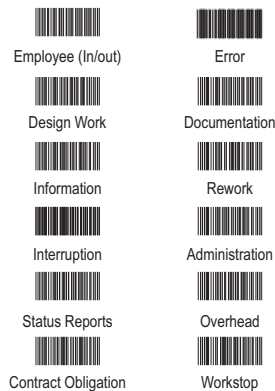 Employee (In/out) Error
Design Work Documentation
Information Rework
Interruption Administration
Status Reports Overhead
Contract Obligation Workstop